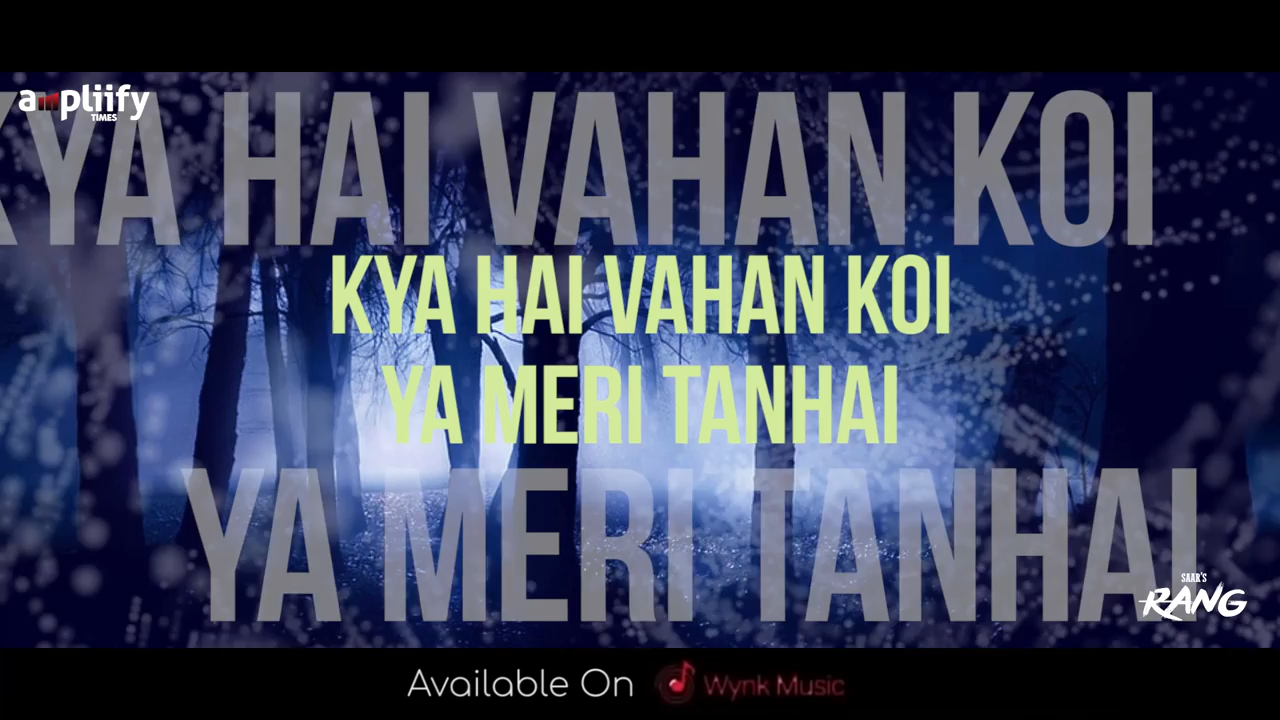 ampliify
TIMES
KYA HAI VAHAN KOI
KYA HAI VAHAN KOI
YA MERI TANHAI
YA MERI TANHAI
SAAR'S
RANG
Available On Wynk Music